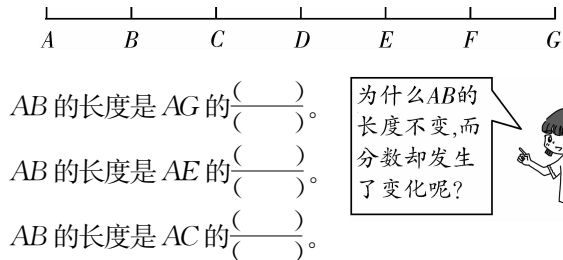 A B C D E F G
AB的长度是AG的( )/( )。
AB的长度是AE的( )/( )。
AB的长度是AC的( )/( )。
为什么AB的
长度不变,而
分数却发生
了变化呢?